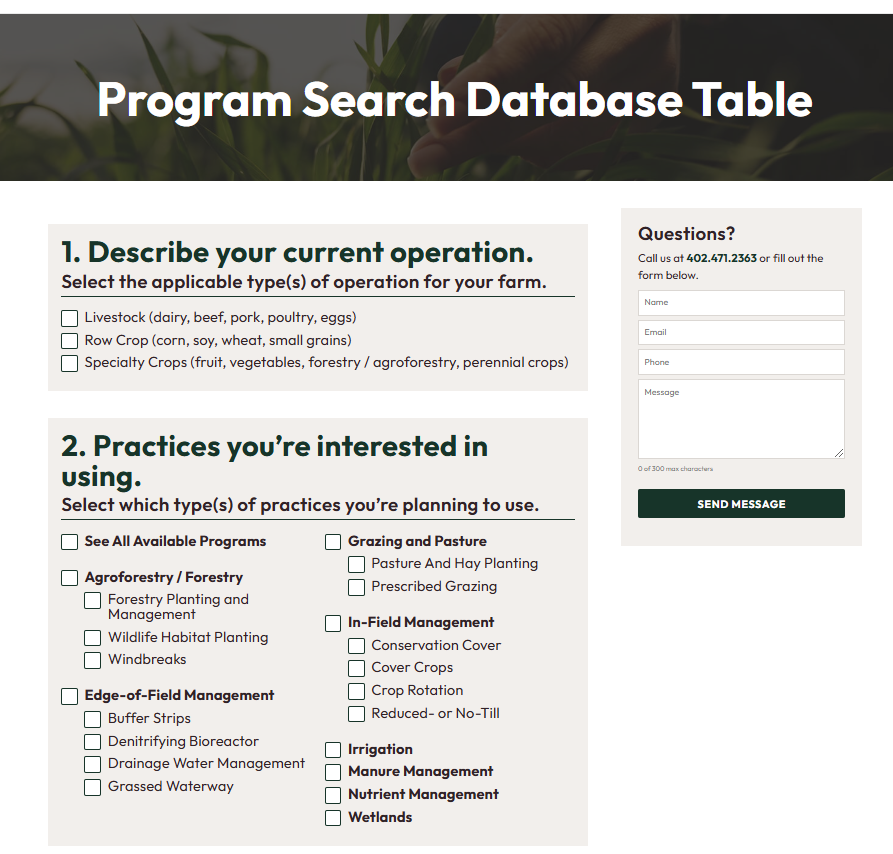 Program Search Database Table
1. Describe your current operation.
Select the applicable type(s) of operation for your farm.
Livestock (dairy, beef, pork, poultry, eggs)
Row Crop (corn, soy, wheat, small grains)
Specialty Crops (fruit, vegetables, forestry / agroforestry, perennial crops)
2. Practices you’re interested in
using.
Select which type(s) of practices you’re planning to use.
See All Available Programs
Agroforestry / Forestry
Forestry Planting and
Management
Wildlife Habitat Planting
Windbreaks
Edge-of-Field Management
Buffer Strips
Denitrifying Bioreactor
Drainage Water Management
Grassed Waterway
Grazing and Pasture
Pasture And Hay Planting
Prescribed Grazing
In-Field Management
Conservation Cover
Cover Crops
Crop Rotation
Reduced- or No-Till
Irrigation
Manure Management
Nutrient Management
Wetlands
Questions?
Call us at 402.471.2363 or fill out the
form below.
Name
Email
Phone
Message
0 of 300 max characters
SEND MESSAGE